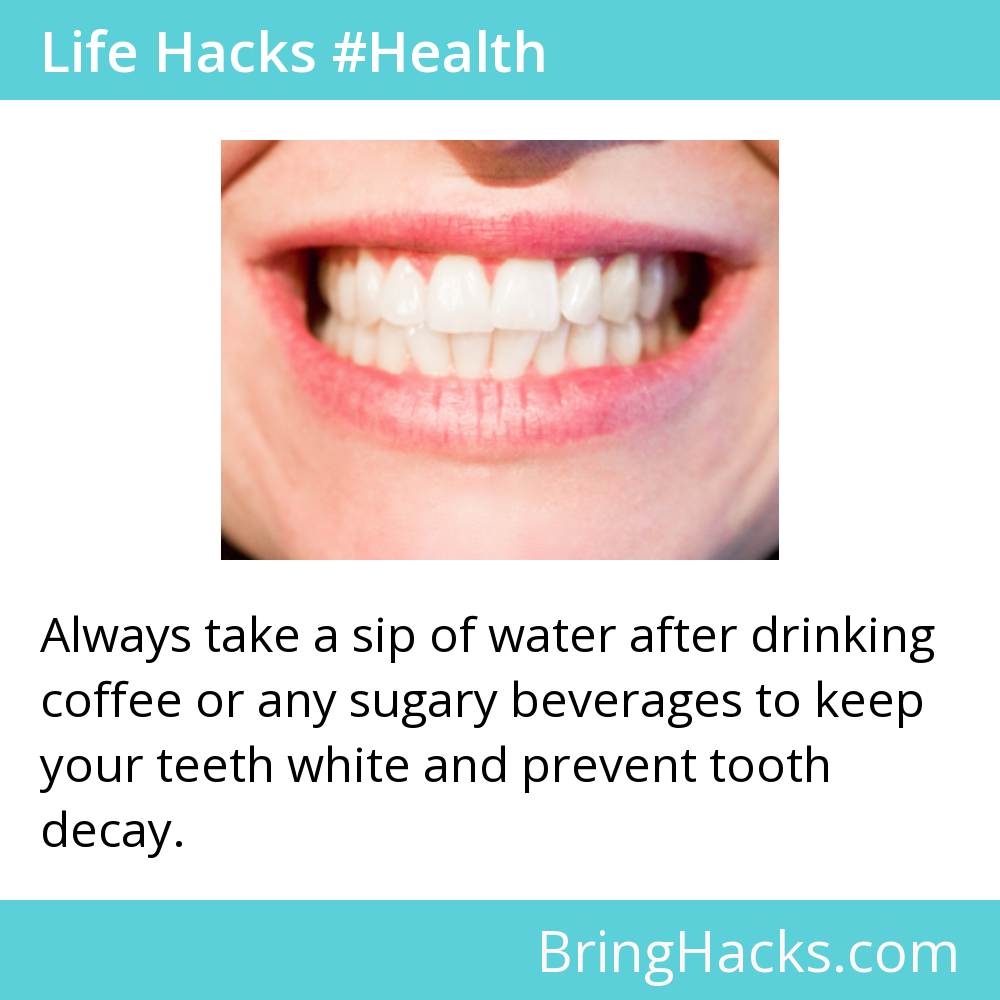 Life Hacks #Health
Always take a sip of water after drinking
coffee or any sugary beverages to keep
your teeth white and prevent tooth
decay.
BringHacks.com